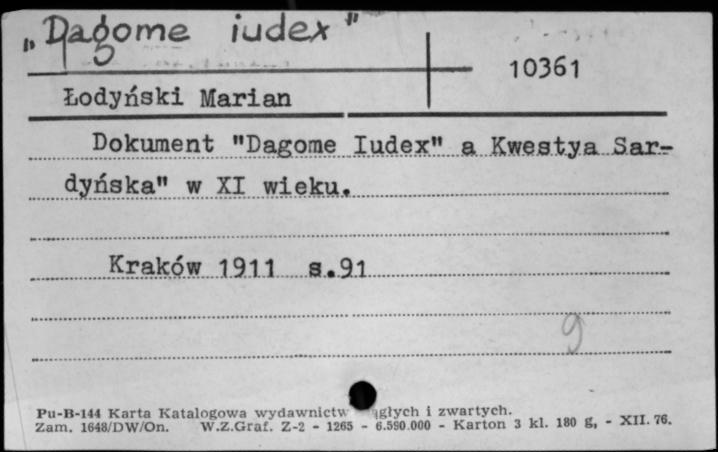 „Dagome iudex"
10361
Łodyński Marian
Dokument "Dagome Iudex" a Kwestya Sar-
dyńska" w XI wieku.
Kraków 1911 s.91
9
Pu-B-144 Karta Katalogowa wydawnictw ągłych i zwartych.
Zam. 1648/DW/On. W.Z.Graf. Z-2 - 1265 - 6.590.000 - Karton 3 kl. 180 g, - XII. 76.